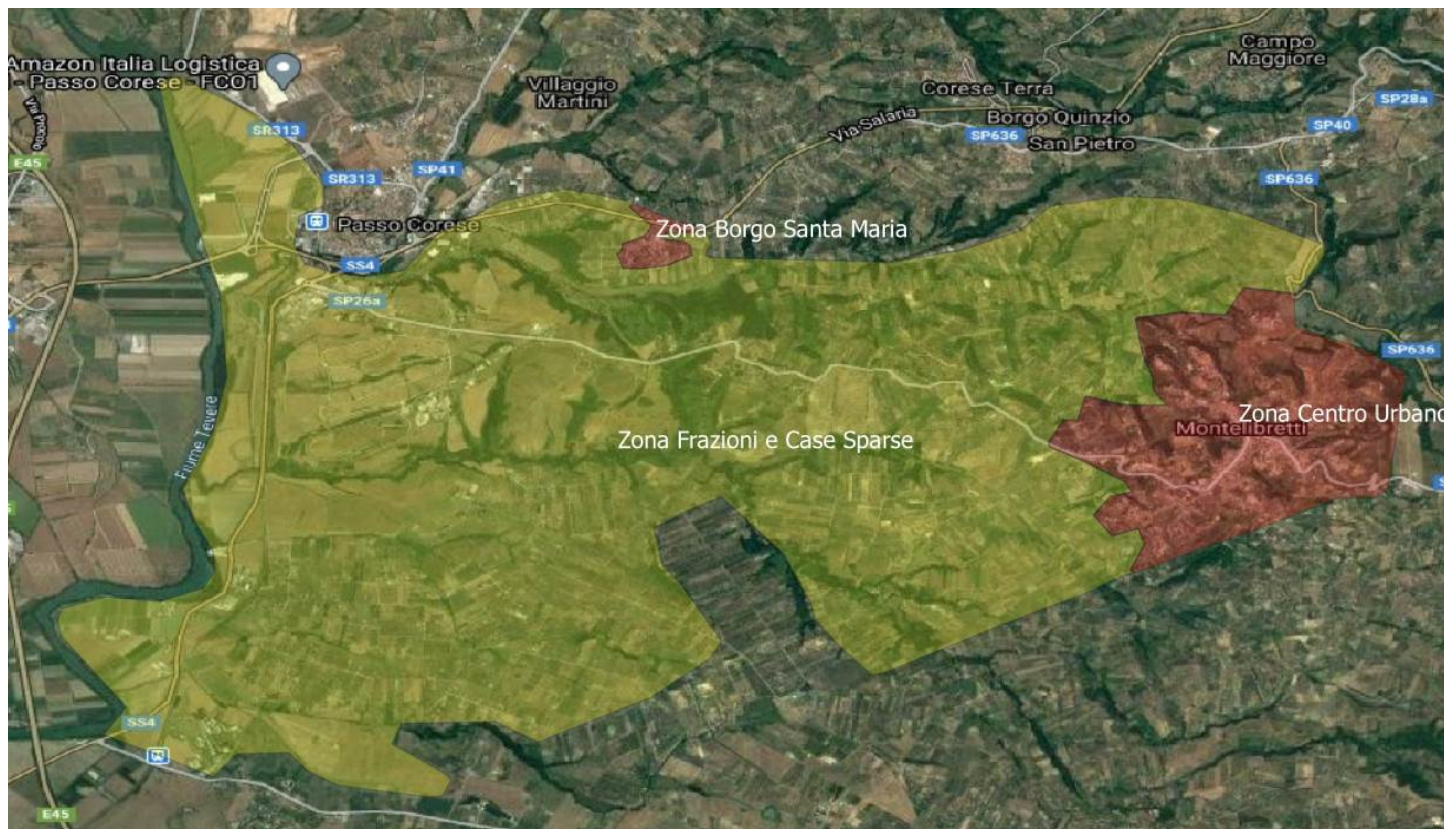 Amazon Italia Logistica
- Passo Corese - FCO1
Campo
Maggiore
Villaggio
Martini
Corese Terra
SP28a
Borgo Quinzio
SP40
Via Salaria
SP636
San Pietro
SR313
E45
SP41
SR313
SP636
Passo Corese
Zona Borgo Santa Maria
SS4
SP26a
SP636
Zona Centro Urbano
Montelibretti
Zona Frazioni e Case Sparse
Fiume Tevere
SS4
E45